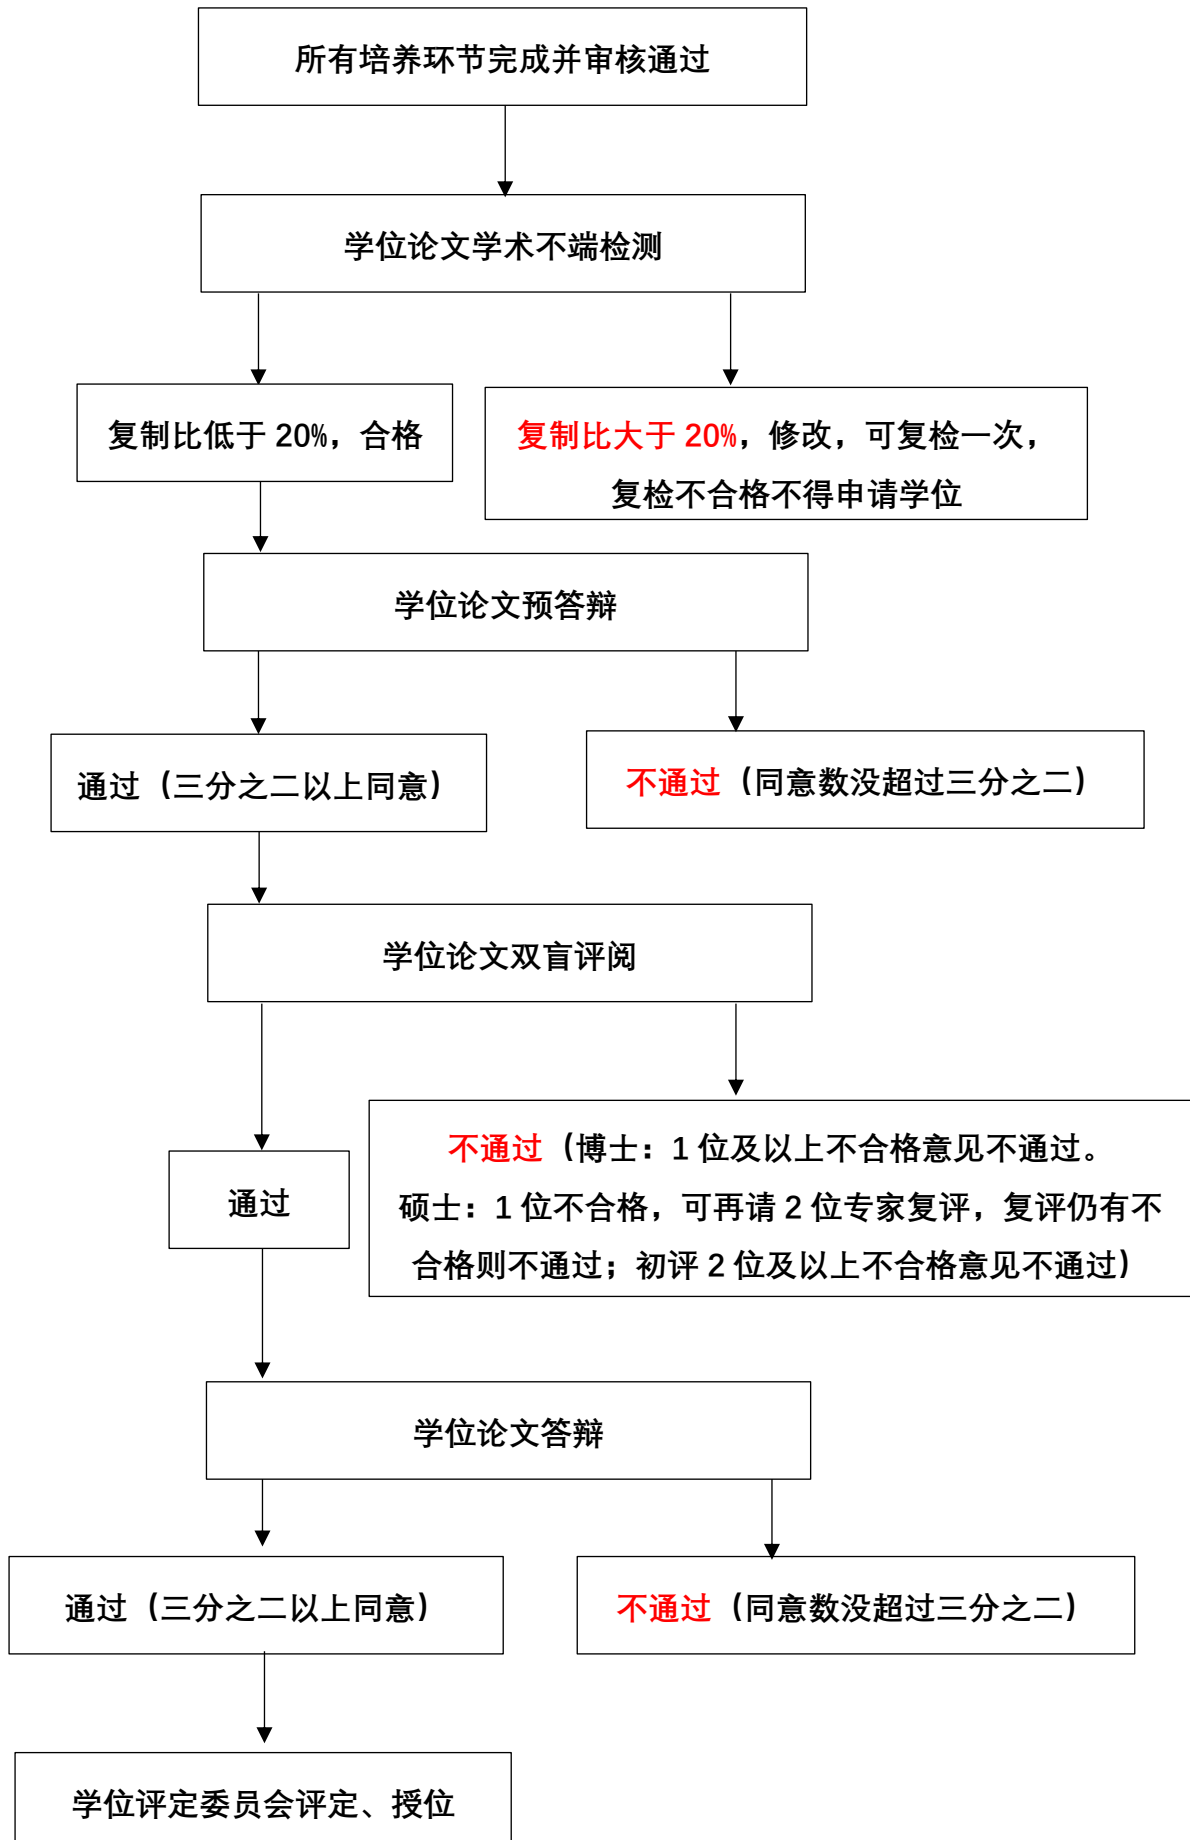 所有培养环节完成并审核通过
学位论文学术不端检测
复制比低于 20%，合格
复制比大于 20%，修改，可复检一次，
复检不合格不得申请学位
学位论文预答辩
通过（三分之二以上同意）
不通过（同意数没超过三分之二）
学位论文双盲评阅
通过
不通过（博士：1 位及以上不合格意见不通过。
硕士：1 位不合格，可再请 2 位专家复评，复评仍有不
合格则不通过；初评 2 位及以上不合格意见不通过）
学位论文答辩
通过（三分之二以上同意）
不通过（同意数没超过三分之二）
学位评定委员会评定、授位